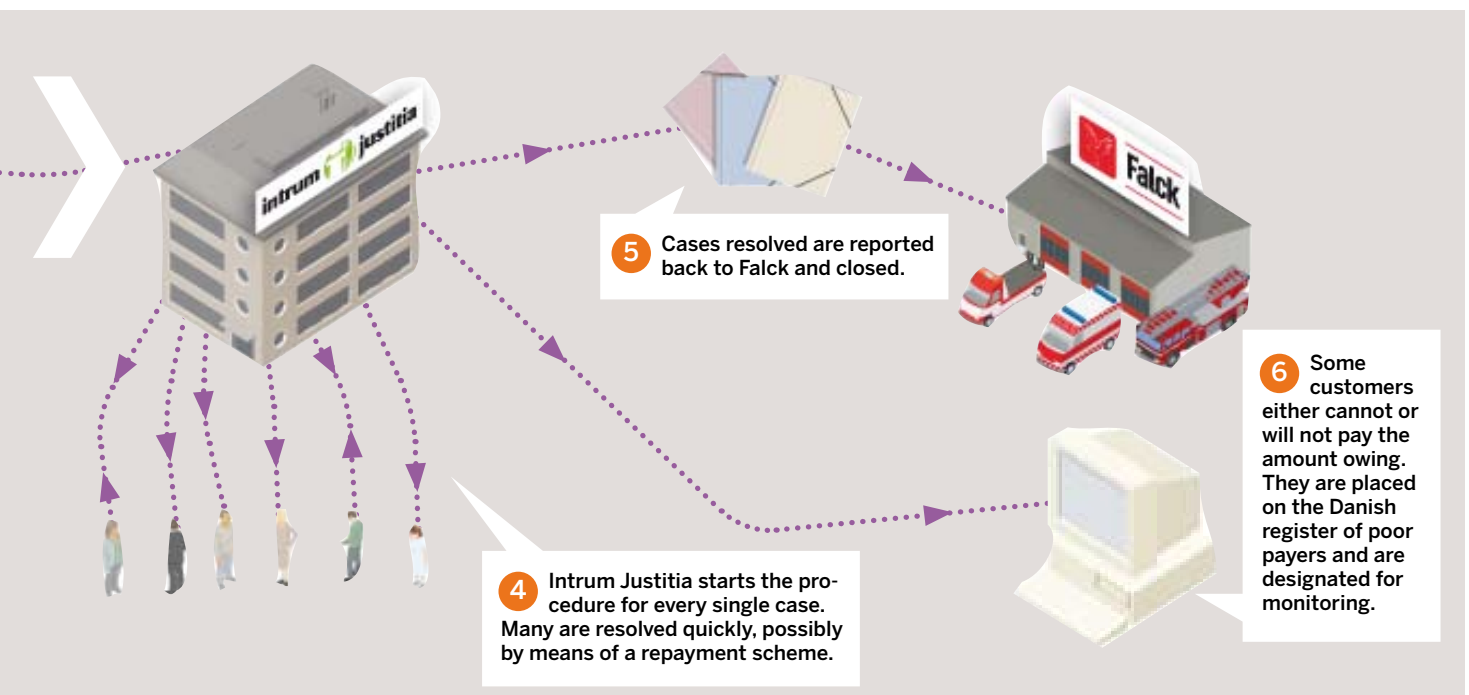 intrum justitia
Falck
5 Cases resolved are reported
back to Falck and closed.
6 Some
customers
either cannot or
will not pay the
amount owing.
They are placed
on the Danish
register of poor
payers and are
designated for
monitoring.
4 Intrum Justitia starts the pro-
cedure for every single case.
Many are resolved quickly, possibly
by means of a repayment scheme.